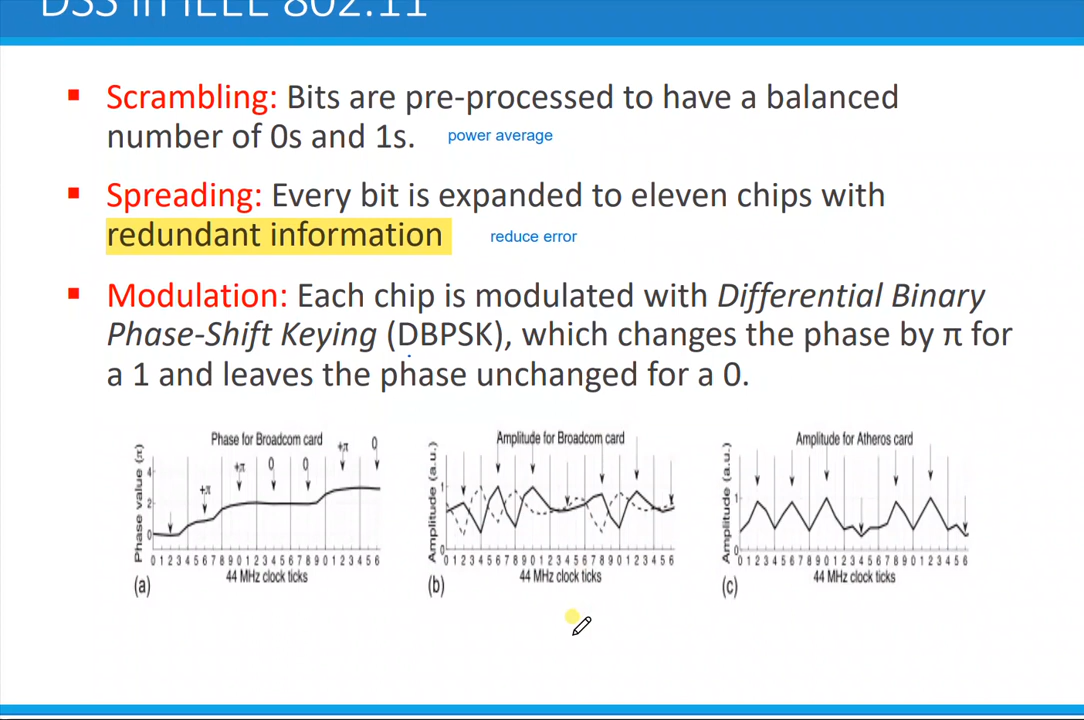 DSS in IEEE 802.11
Scrambling: Bits are pre-processed to have a balanced
number of 0s and 1s. power average
Spreading: Every bit is expanded to eleven chips with
redundant information reduce error
Modulation: Each chip is modulated with Differential Binary
Phase-Shift Keying (DBPSK), which changes the phase by π for
a 1 and leaves the phase unchanged for a 0.
Phase for Broadcom card
Phase value (π)
4
2
0
+π
+π
0
0
+π
0
0 1 2 3 4 5 6 7 8 9 0 1 2 3 4 5 6 7 8 9 0 1 2 3 4 5 6
44 MHz clock ticks
(a)
Amplitude for Broadcom card
Amplitude (a.u.)
1
0
0 1 2 3 4 5 6 7 8 9 0 1 2 3 4 5 6 7 8 9 0 1 2 3 4 5 6
44 MHz clock ticks
(b)
Amplitude for Atheros card
Amplitude (a.u.)
1
0
0 1 2 3 4 5 6 7 8 9 0 1 2 3 4 5 6 7 8 9 0 1 2 3 4 5 6
44 MHz clock ticks
(c)